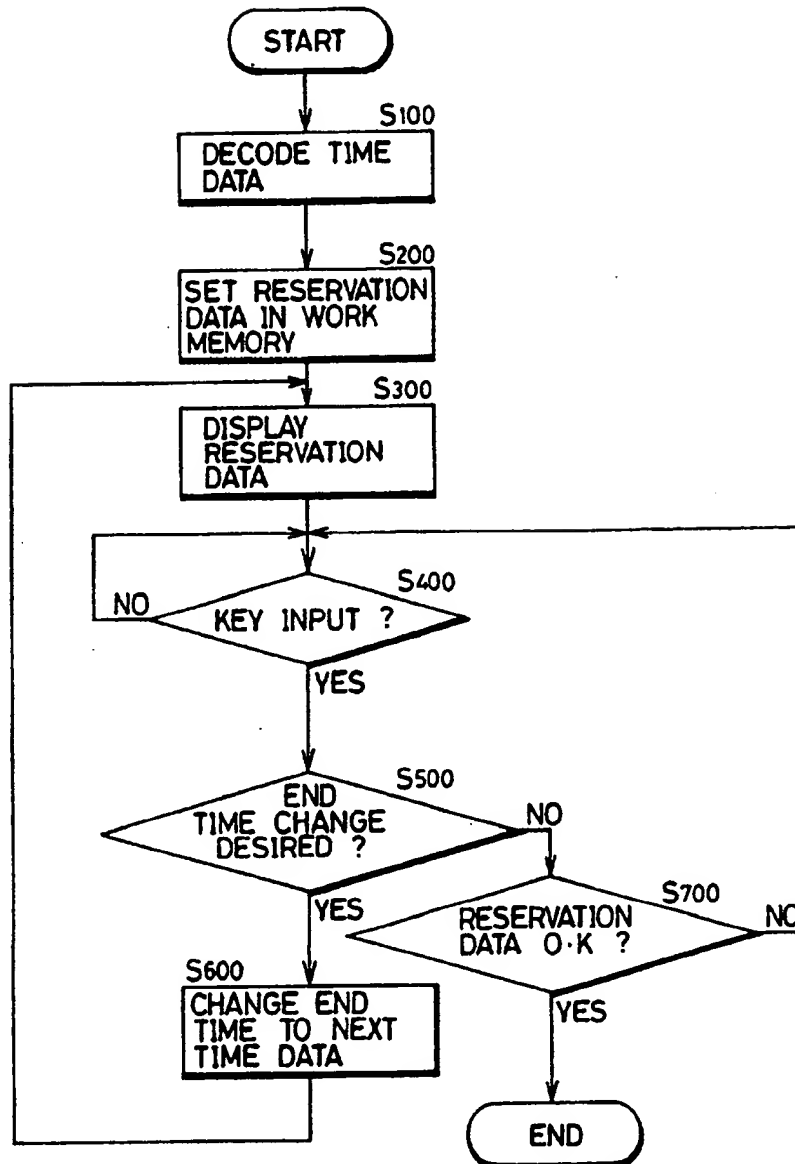 START
S100
DECODE TIME
DATA
S200
SET RESERVATION
DATA IN WORK
MEMORY
S300
DISPLAY
RESERVATION
DATA
S400
NO
KEY INPUT ?
YES
S500
END
TIME CHANGE
DESIRED ?
NO
YES
S700
RESERVATION
DATA O·K ?
NO
S600
CHANGE END
TIME TO NEXT
TIME DATA
YES
END